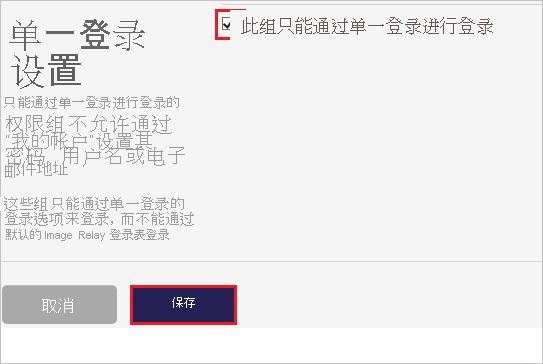 单一登录
设置
此组只能通过单一登录进行登录
只能通过单一登录进行登录的
权限组不允许通过
"我的帐户"设置其
密码、用户名或电子
邮件地址
这些组只能通过单一登录的
登录选项来登录，而不能通过
默认的 Image Relay 登录表登录
取消
保存